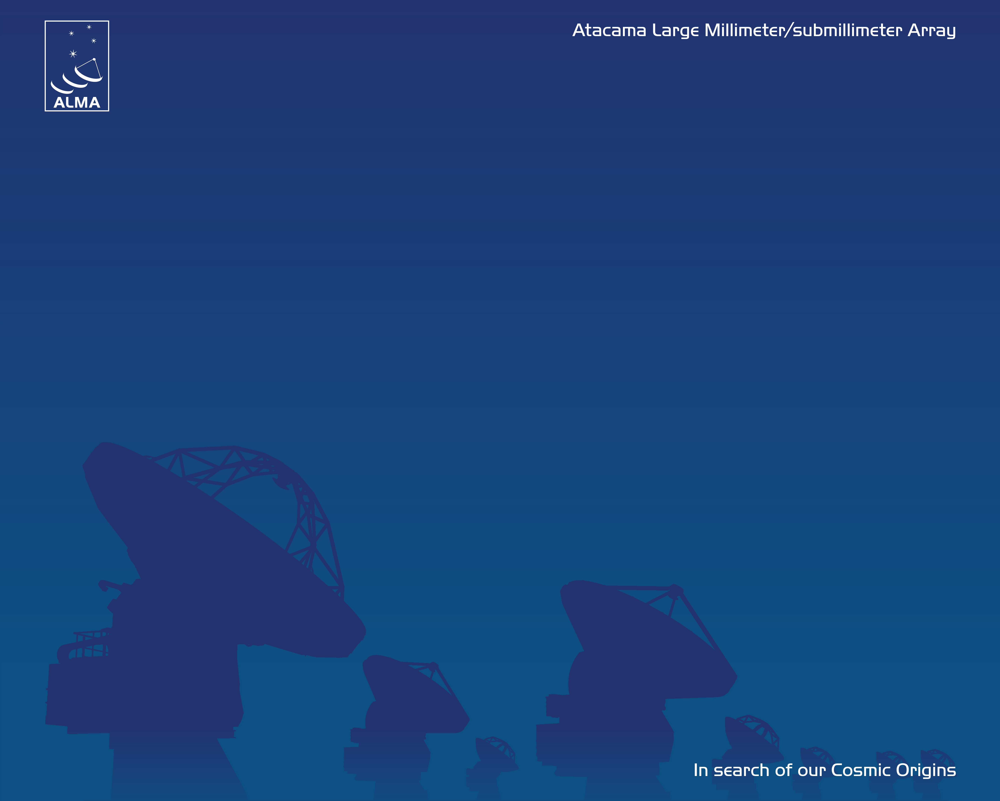 Atacama Large Millimeter/submillimeter Array
ALMA
In search of our Cosmic Origins